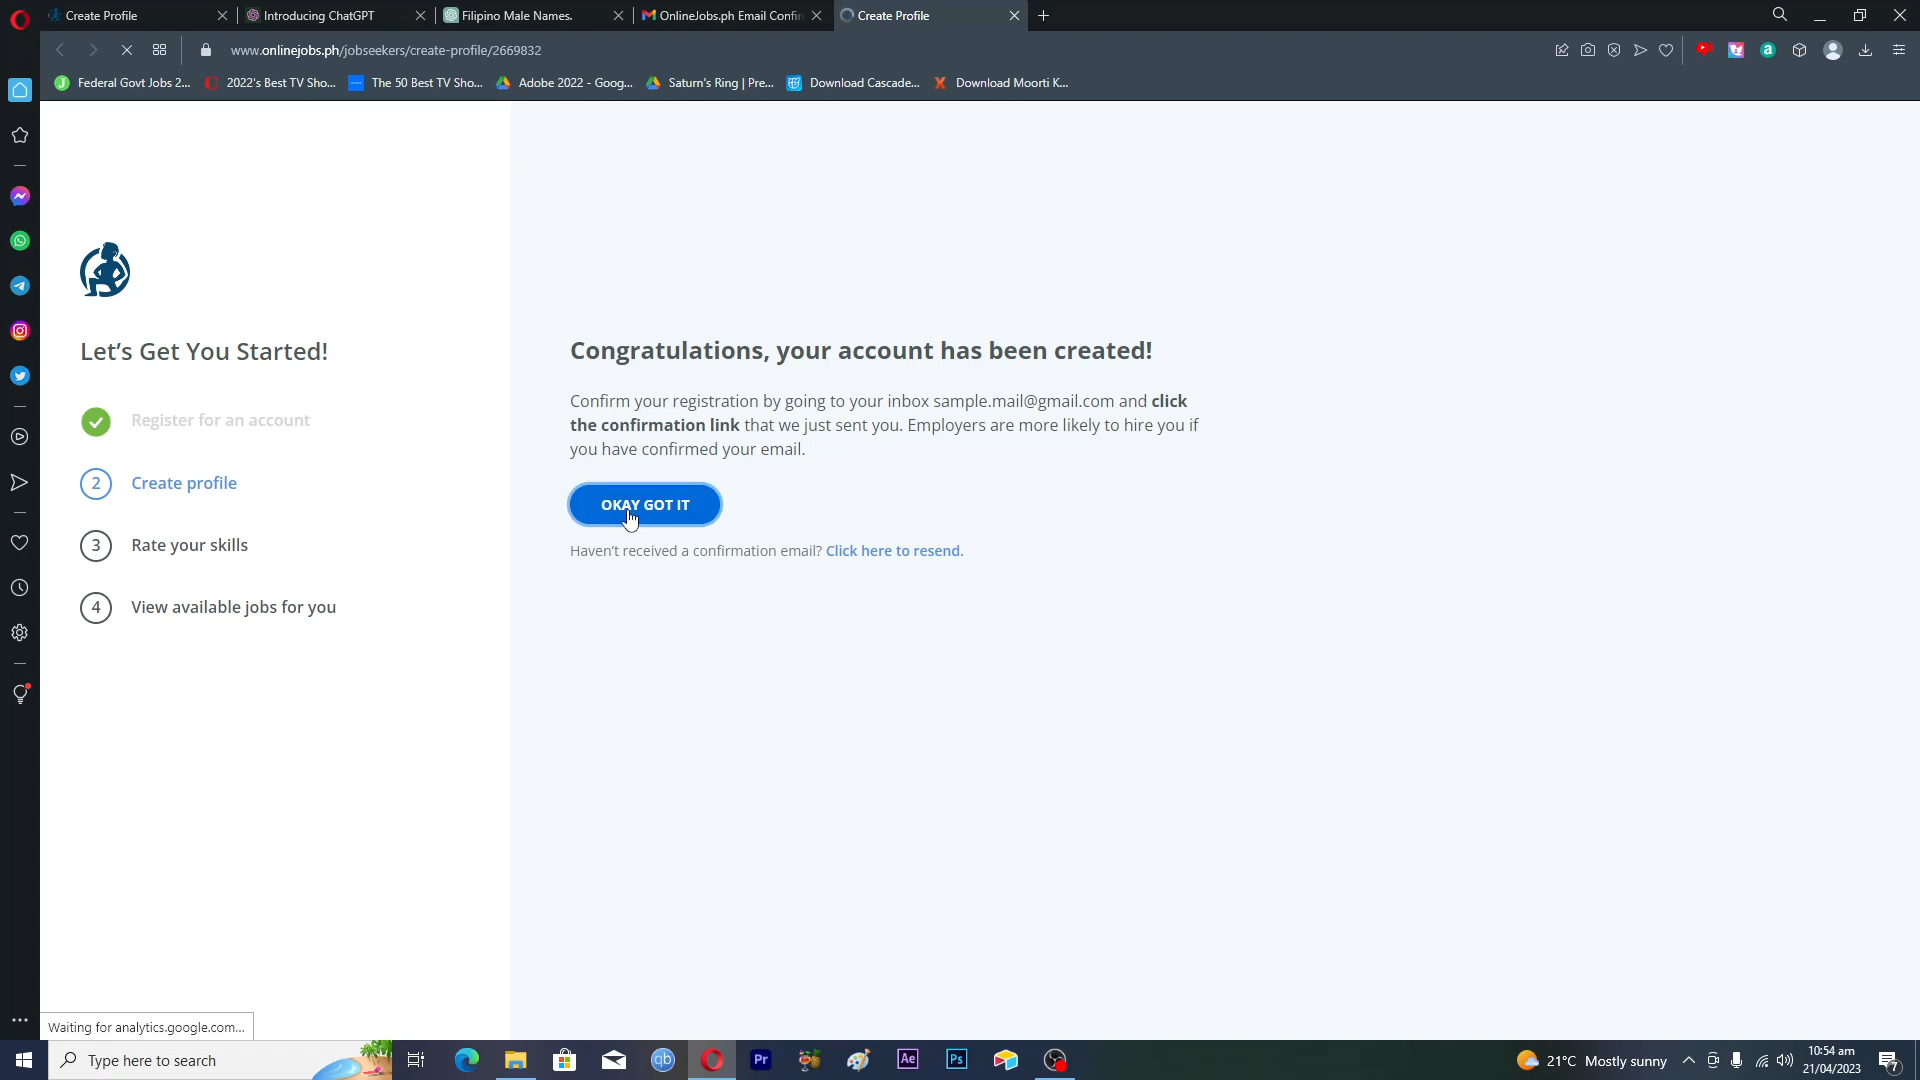 Create Profile
Introducing ChatGPT
Filipino Male Names.
OnlineJobs.ph Email Confir
Create Profile
www.onlinejobs.ph/jobseekers/create-profile/2669832
Federal Govt Jobs 2...
2022's Best TV Sho...
The 50 Best TV Sho...
Adobe 2022 - Goog...
Saturn's Ring | Pre...
Download Cascade...
Download Moorti K...
Let's Get You Started!
Register for an account
2 Create profile
3 Rate your skills
4 View available jobs for you
Congratulations, your account has been created!
Confirm your registration by going to your inbox sample.mail@gmail.com and click
the confirmation link that we just sent you. Employers are more likely to hire you if
you have confirmed your email.
OKAY GOT IT
Haven't received a confirmation email? Click here to resend.
Waiting for analytics.google.com...
Type here to search
qb
Pr
Ae
Ps
21°C Mostly sunny
10:54 am
21/04/2023
7